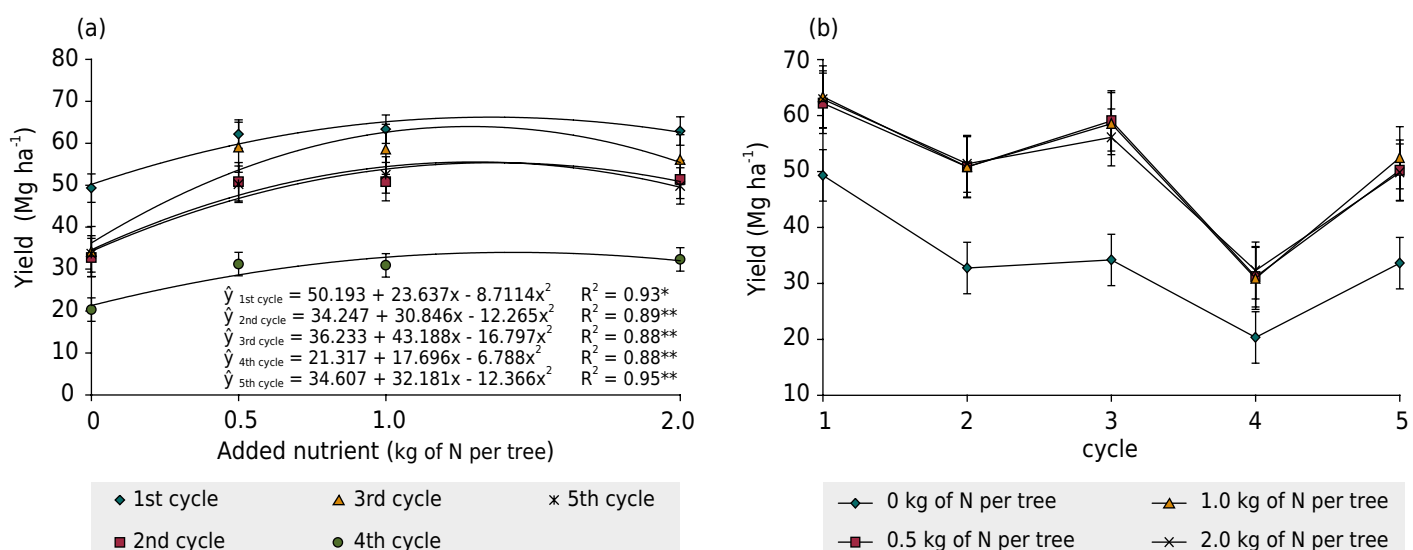 (a)
Yield (Mg ha⁻¹)
80
70
60
50
40
30
20
10
0
ŷ 1st cycle = 50.193 + 23.637x - 8.7114x² R² = 0.93*
ŷ 2nd cycle = 34.247 + 30.846x - 12.265x² R² = 0.89**
ŷ 3rd cycle = 36.233 + 43.188x - 16.797x² R² = 0.88**
ŷ 4th cycle = 21.317 + 17.696x - 6.788x² R² = 0.88**
ŷ 5th cycle = 34.607 + 32.181x - 12.366x² R² = 0.95**
0 0.5 1.0 2.0
Added nutrient (kg of N per tree)
1st cycle 3rd cycle 5th cycle
2nd cycle 4th cycle
(b)
Yield (Mg ha⁻¹)
70
60
50
40
30
20
10
1 2 3 4 5
cycle
0 kg of N per tree 1.0 kg of N per tree
0.5 kg of N per tree 2.0 kg of N per tree